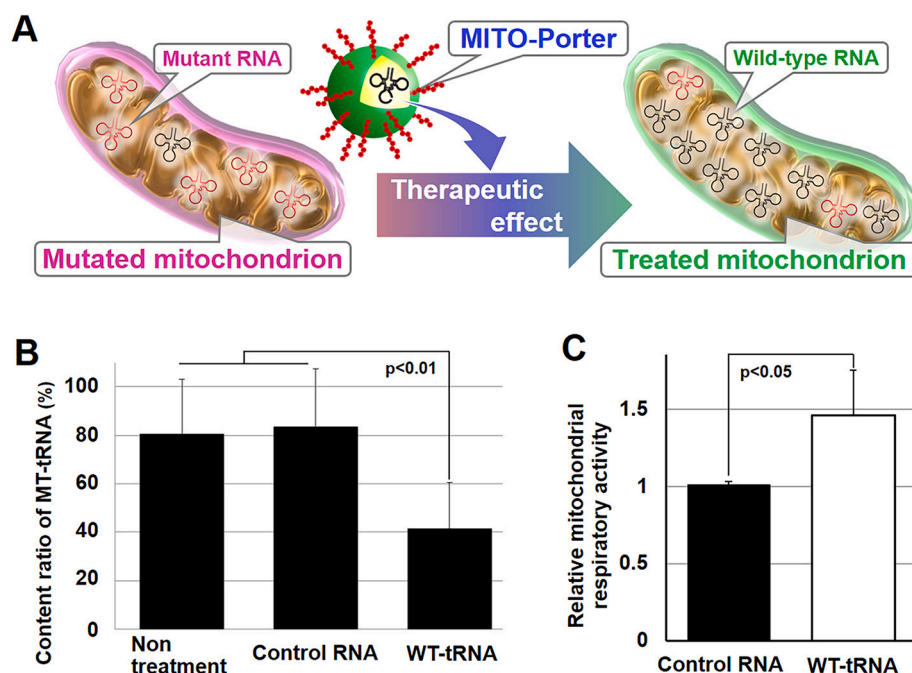 A
Mutant RNA
MITO-Porter
Wild-type RNA
Therapeutic
effect
Mutated mitochondrion
Treated mitochondrion
B
Content ratio of MT-tRNA (%)
100
80
60
40
20
0
p<0.01
Non
treatment
Control RNA
WT-tRNA
C
Relative mitochondrial
respiratory activity
1.5
1
0.5
0
p<0.05
Control RNA
WT-tRNA